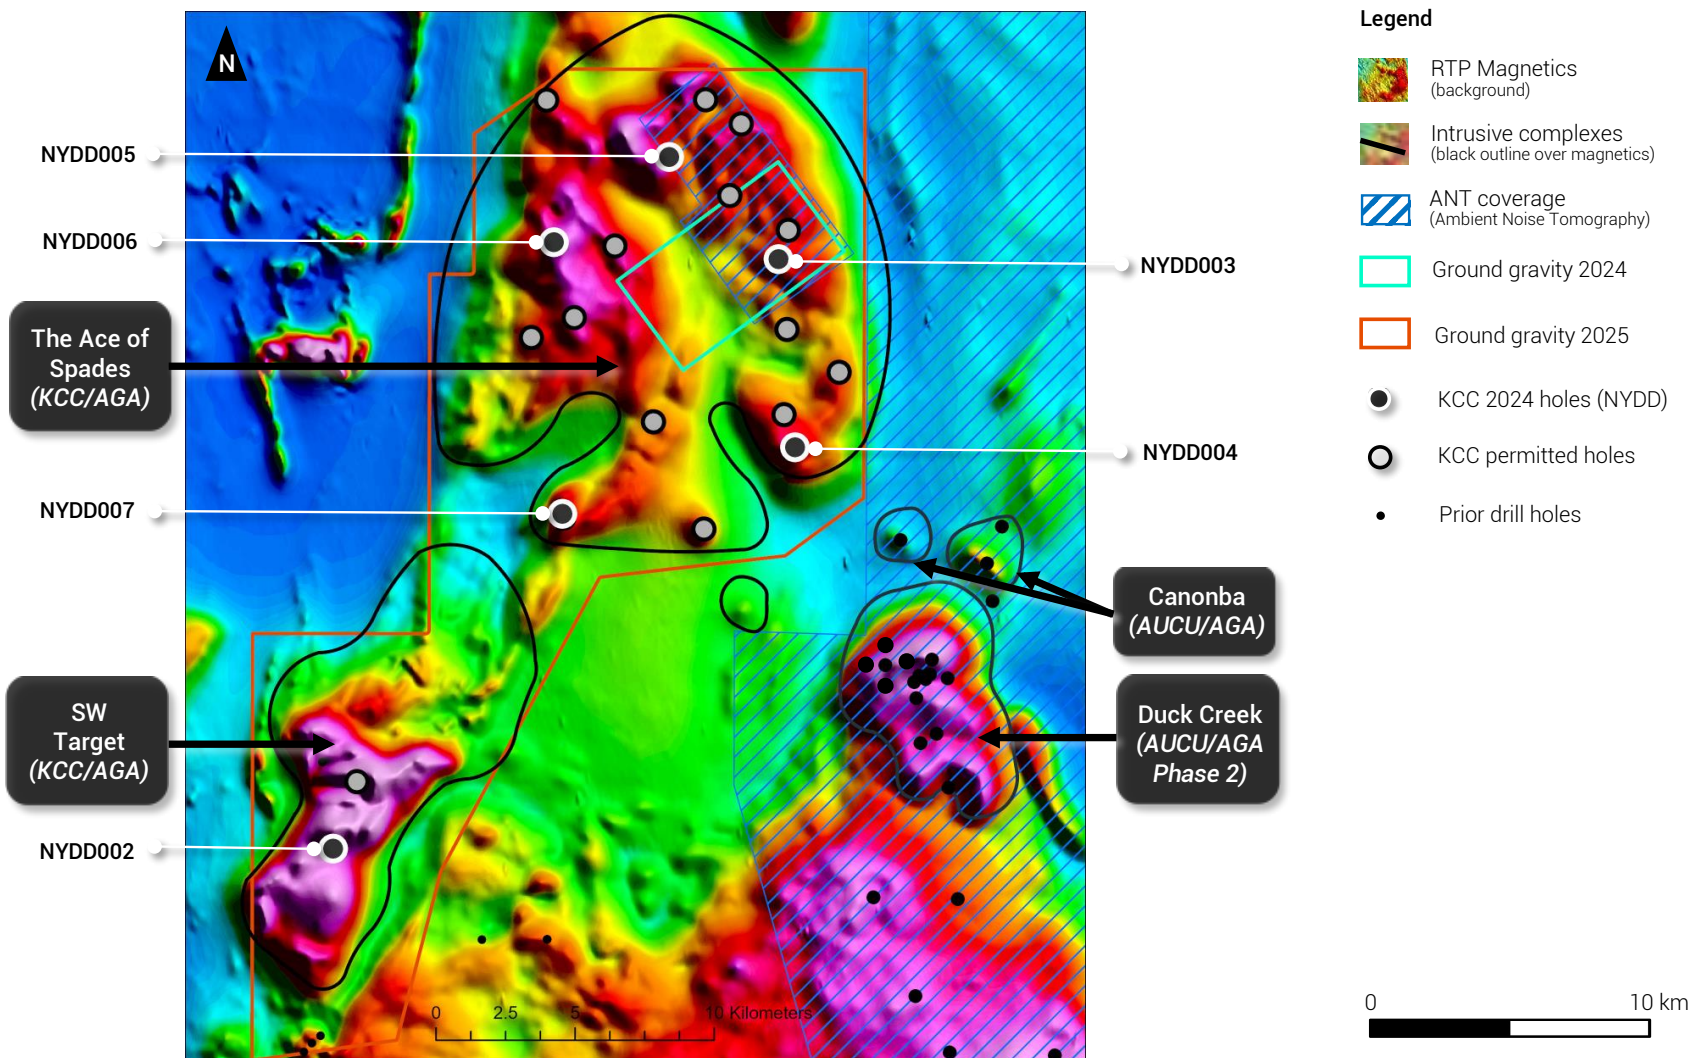 N
NYDD005
NYDD006
The Ace of
Spades
(KCC/AGA)
NYDD007
SW
Target
(KCC/AGA)
NYDD002
NYDD003
NYDD004
Canonba
(AUCU/AGA)
Duck Creek
(AUCU/AGA
Phase 2)
0 2.5 5 10 Kilometers
Legend
RTP Magnetics
(background)
Intrusive complexes
(black outline over magnetics)
ANT coverage
(Ambient Noise Tomography)
Ground gravity 2024
Ground gravity 2025
KCC 2024 holes (NYDD)
KCC permitted holes
Prior drill holes
0 10 km